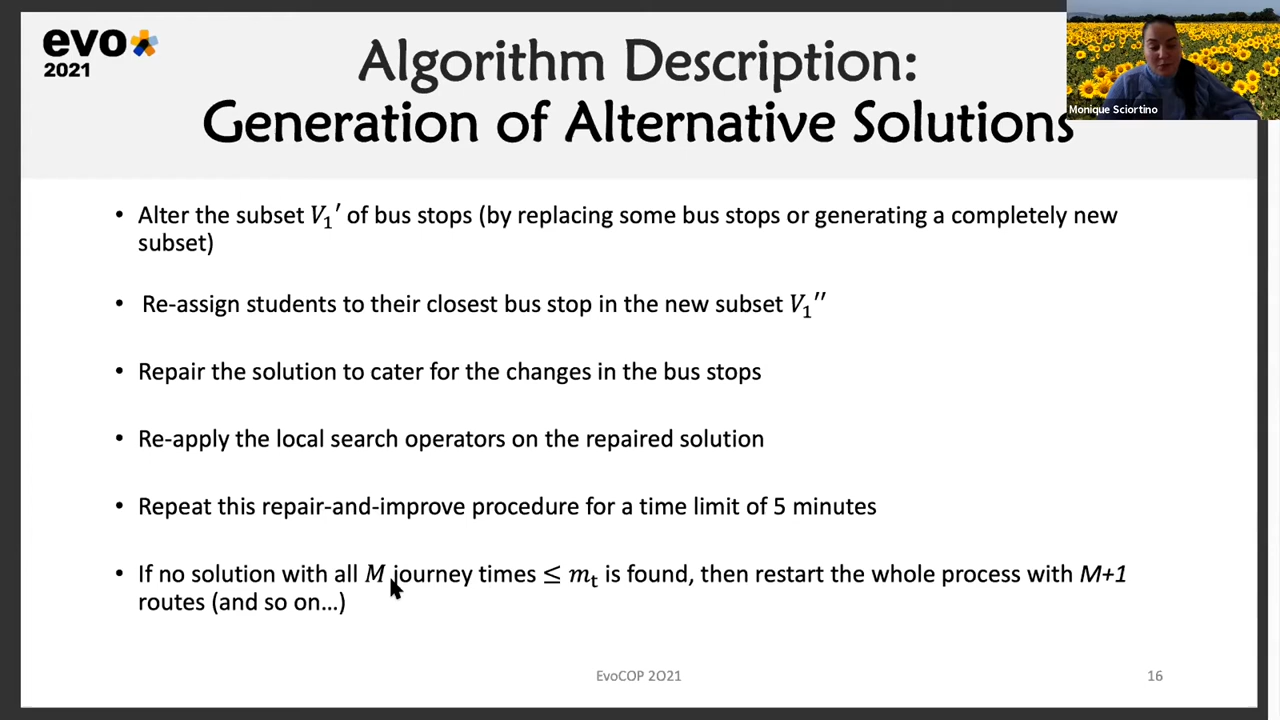 evo*
2021
Algorithm Description:
Generation of Alternative Solutions
Monique Sciortino
• Alter the subset V₁′ of bus stops (by replacing some bus stops or generating a completely new
subset)
• Re-assign students to their closest bus stop in the new subset V₁′′
• Repair the solution to cater for the changes in the bus stops
• Re-apply the local search operators on the repaired solution
• Repeat this repair-and-improve procedure for a time limit of 5 minutes
• If no solution with all M journey times ≤ mₜ is found, then restart the whole process with M+1
routes (and so on…)
EvoCOP 2O21
16